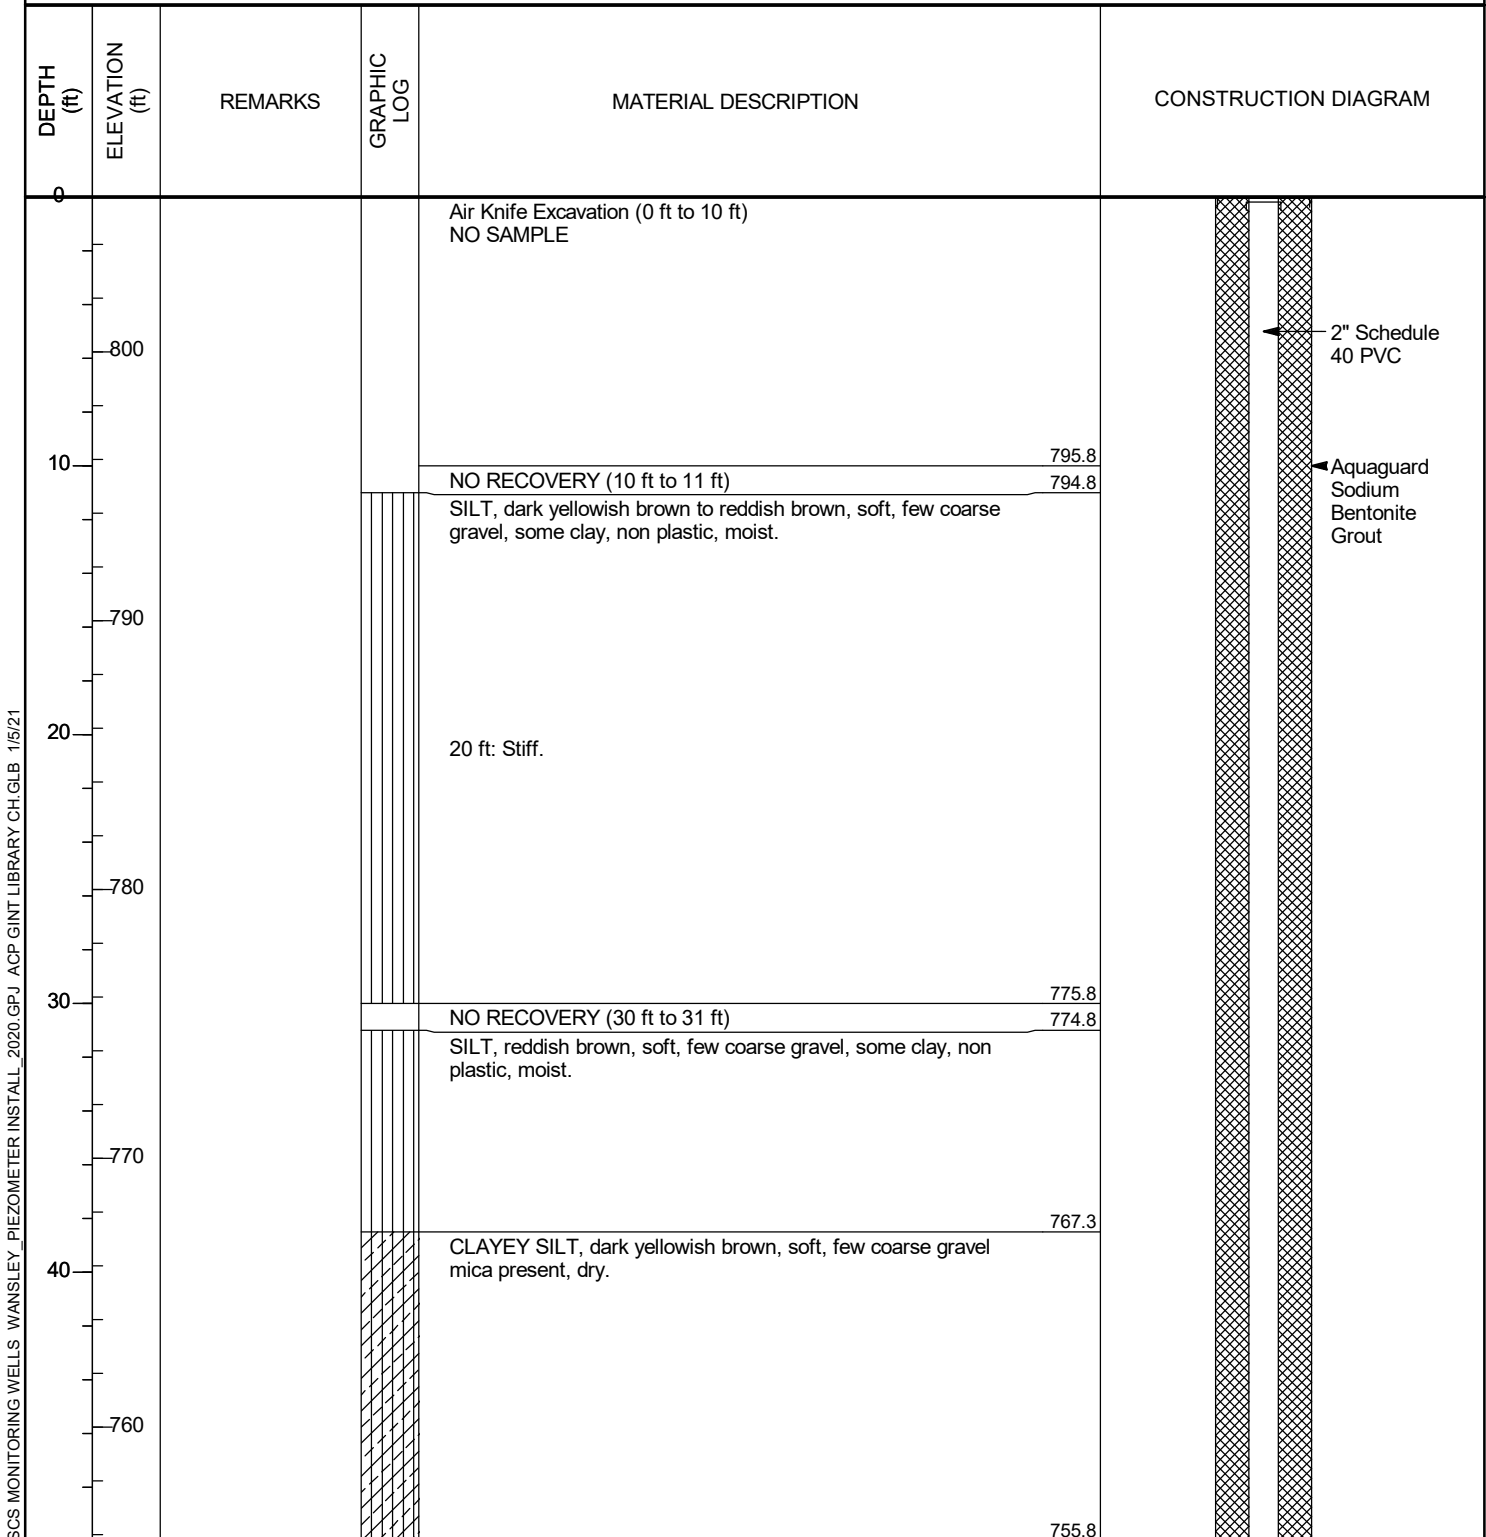 DEPTH
(ft)
ELEVATION
(ft)
REMARKS
GRAPHIC
LOG
MATERIAL DESCRIPTION
CONSTRUCTION DIAGRAM
0
Air Knife Excavation (0 ft to 10 ft)
NO SAMPLE
2" Schedule
40 PVC
800
795.8
10
Aquaguard
Sodium
Bentonite
Grout
NO RECOVERY (10 ft to 11 ft)
794.8
SILT, dark yellowish brown to reddish brown, soft, few coarse
gravel, some clay, non plastic, moist.
790
20
20 ft: Stiff.
780
775.8
30
NO RECOVERY (30 ft to 31 ft)
774.8
SILT, reddish brown, soft, few coarse gravel, some clay, non
plastic, moist.
770
767.3
CLAYEY SILT, dark yellowish brown, soft, few coarse gravel
mica present, dry.
40
760
755.8
SCS MONITORING WELLS WANSLEY_PIEZOMETER INSTALL_2020.GPJ ACP GINT LIBRARY CH.GLB 1/5/21